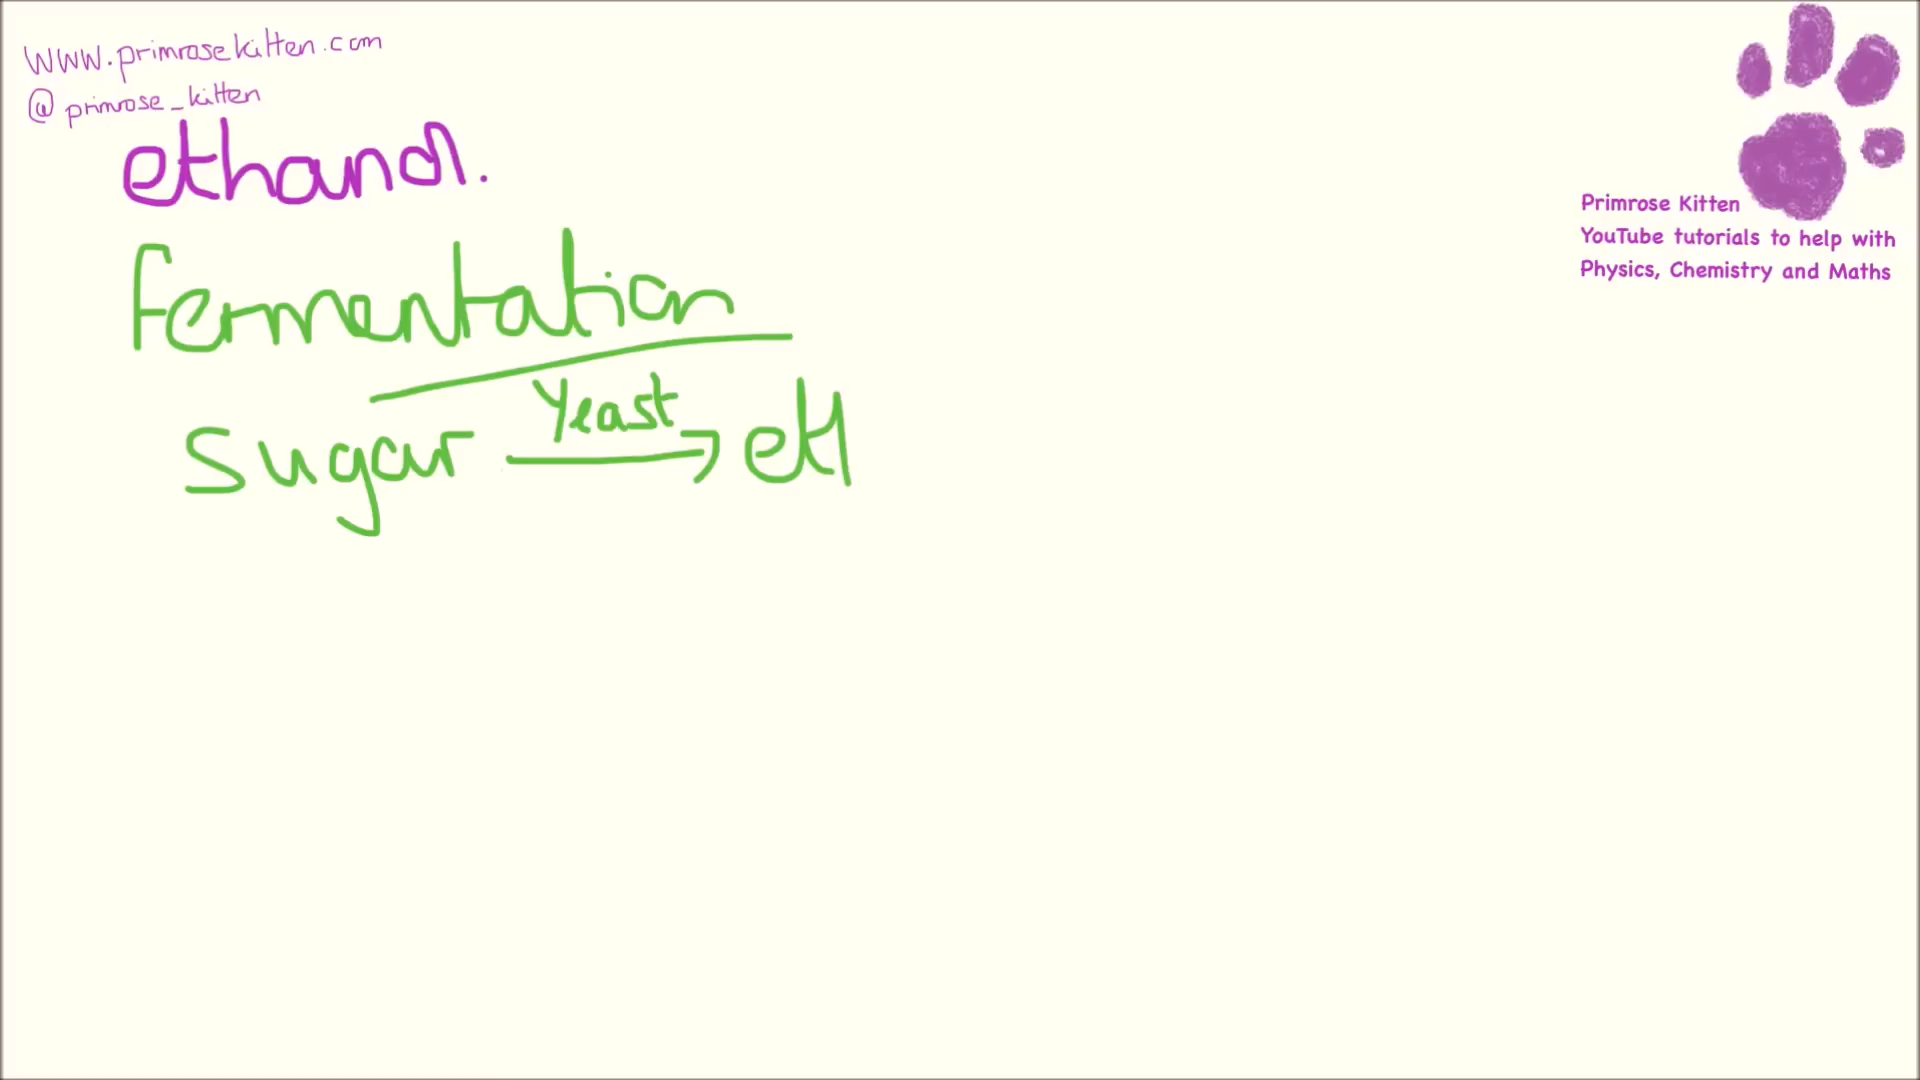 www.primrosekitten.com
@primrose_kitten
ethanol.
Primrose Kitten
YouTube tutorials to help with
Physics, Chemistry and Maths
fermentation
sugar Yeast → eth